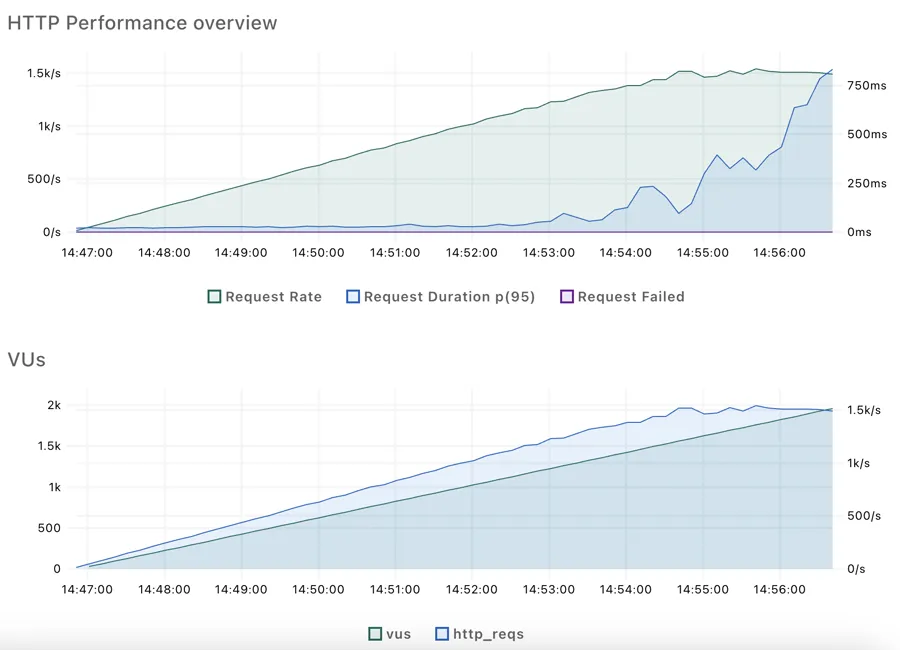 HTTP Performance overview
1.5k/s
750ms
1k/s
500ms
500/s
250ms
0/s
0ms
14:47:00 14:48:00 14:49:00 14:50:00 14:51:00 14:52:00 14:53:00 14:54:00 14:55:00 14:56:00
Request Rate Request Duration p(95) Request Failed
VUs
2k
1.5k/s
1.5k
1k/s
1k
500/s
500
0
0/s
14:47:00 14:48:00 14:49:00 14:50:00 14:51:00 14:52:00 14:53:00 14:54:00 14:55:00 14:56:00
vus http_reqs